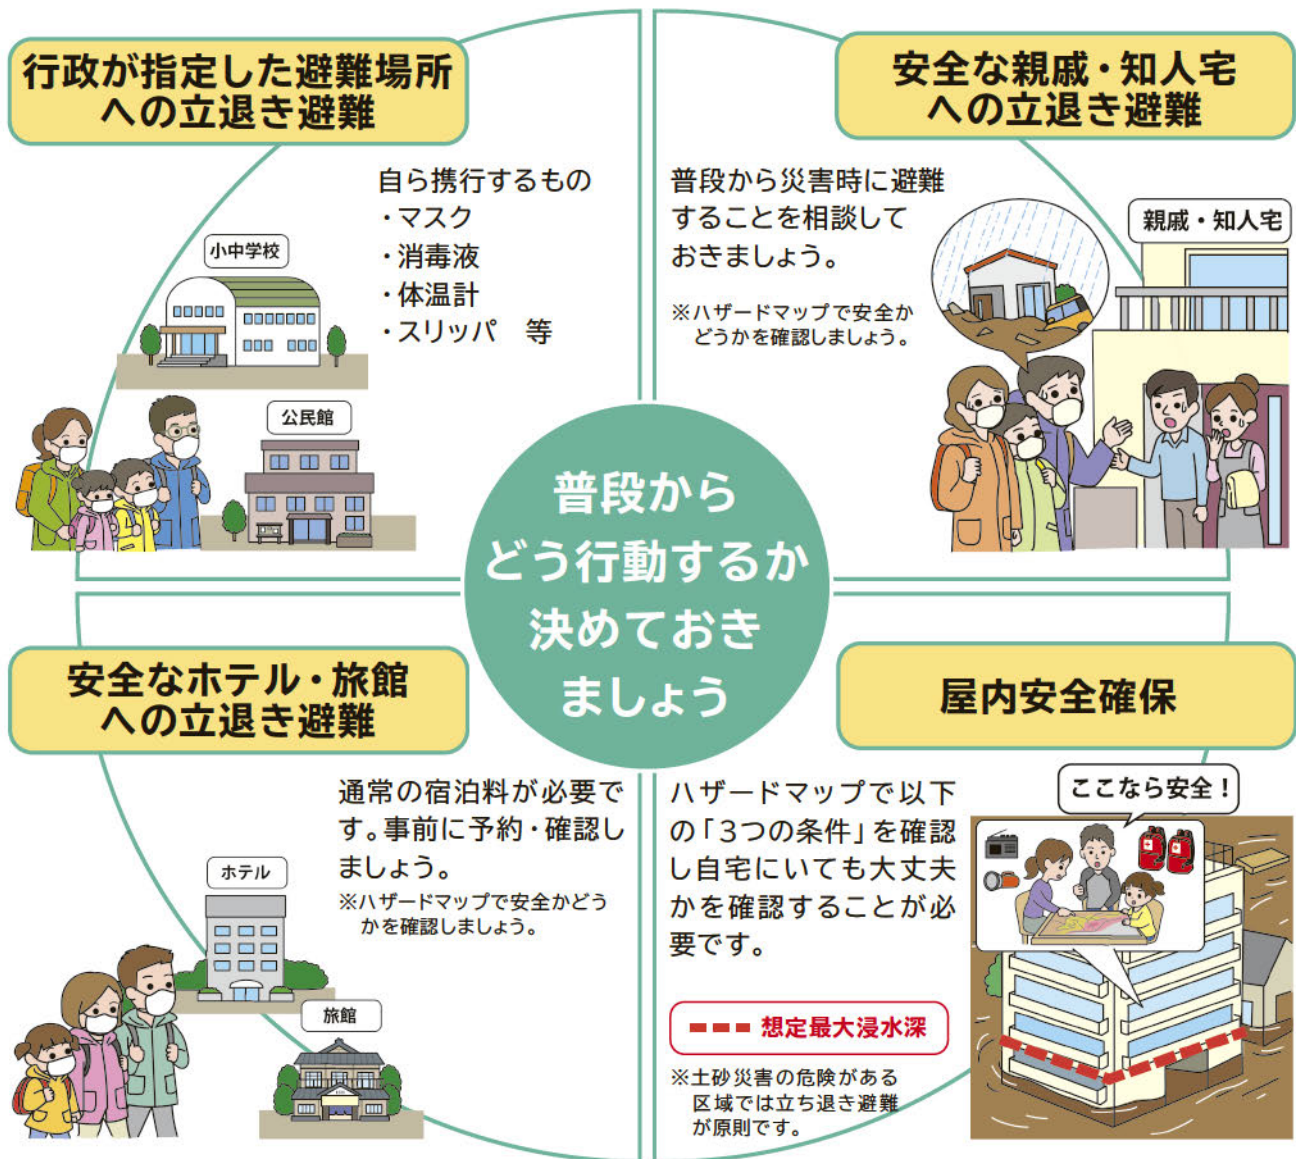 行政が指定した避難場所
への立退き避難
自ら携行するもの
・マスク
・消毒液
・体温計
・スリッパ　等
小中学校
公民館
安全な親戚・知人宅
への立退き避難
普段から災害時に避難
することを相談して
おきましょう。
※ハザードマップで安全か
どうかを確認しましょう。
親戚・知人宅
普段から
どう行動するか
決めておき
ましょう
安全なホテル・旅館
への立退き避難
通常の宿泊料が必要で
す。事前に予約・確認し
ましょう。
※ハザードマップで安全かどう
かを確認しましょう。
ホテル
旅館
屋内安全確保
ハザードマップで以下
の「3つの条件」を確認
し自宅にいても大丈夫
かを確認することが必
要です。
ここなら安全！
想定最大浸水深
※土砂災害の危険がある
区域では立ち退き避難
が原則です。